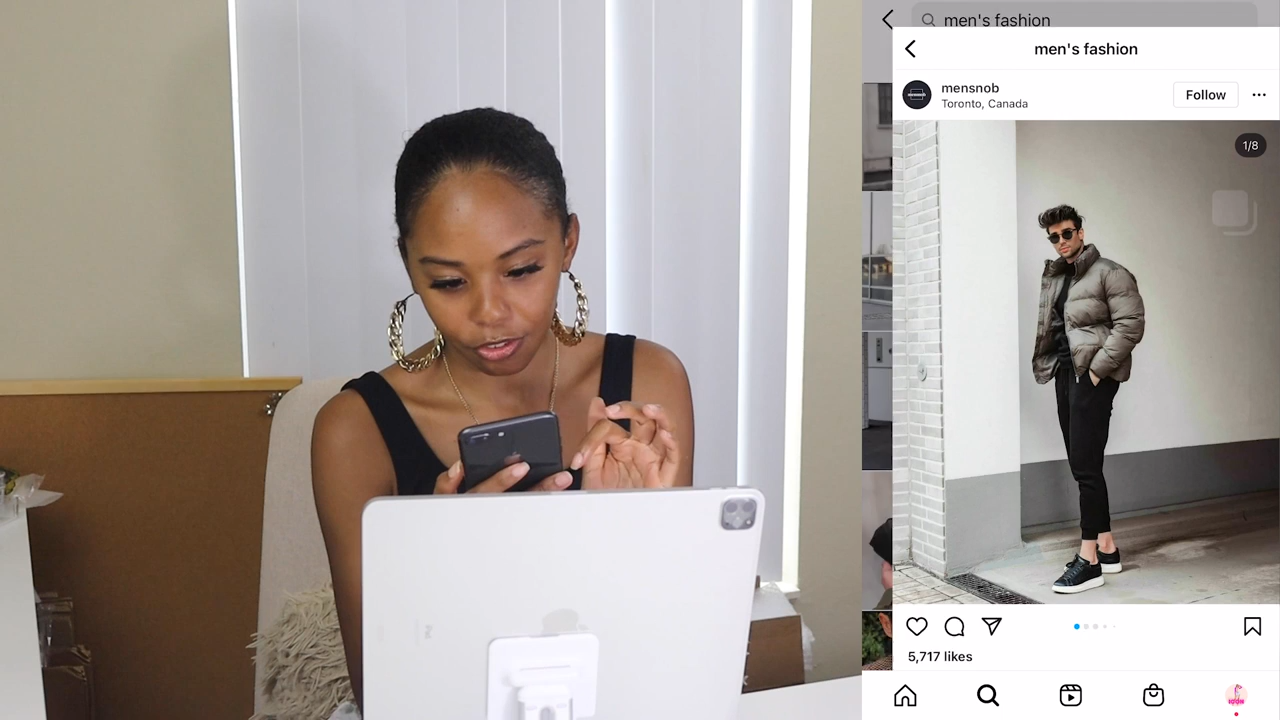 men's fashion
men's fashion
mensnob
Toronto, Canada
Follow
1/8
5,717 likes